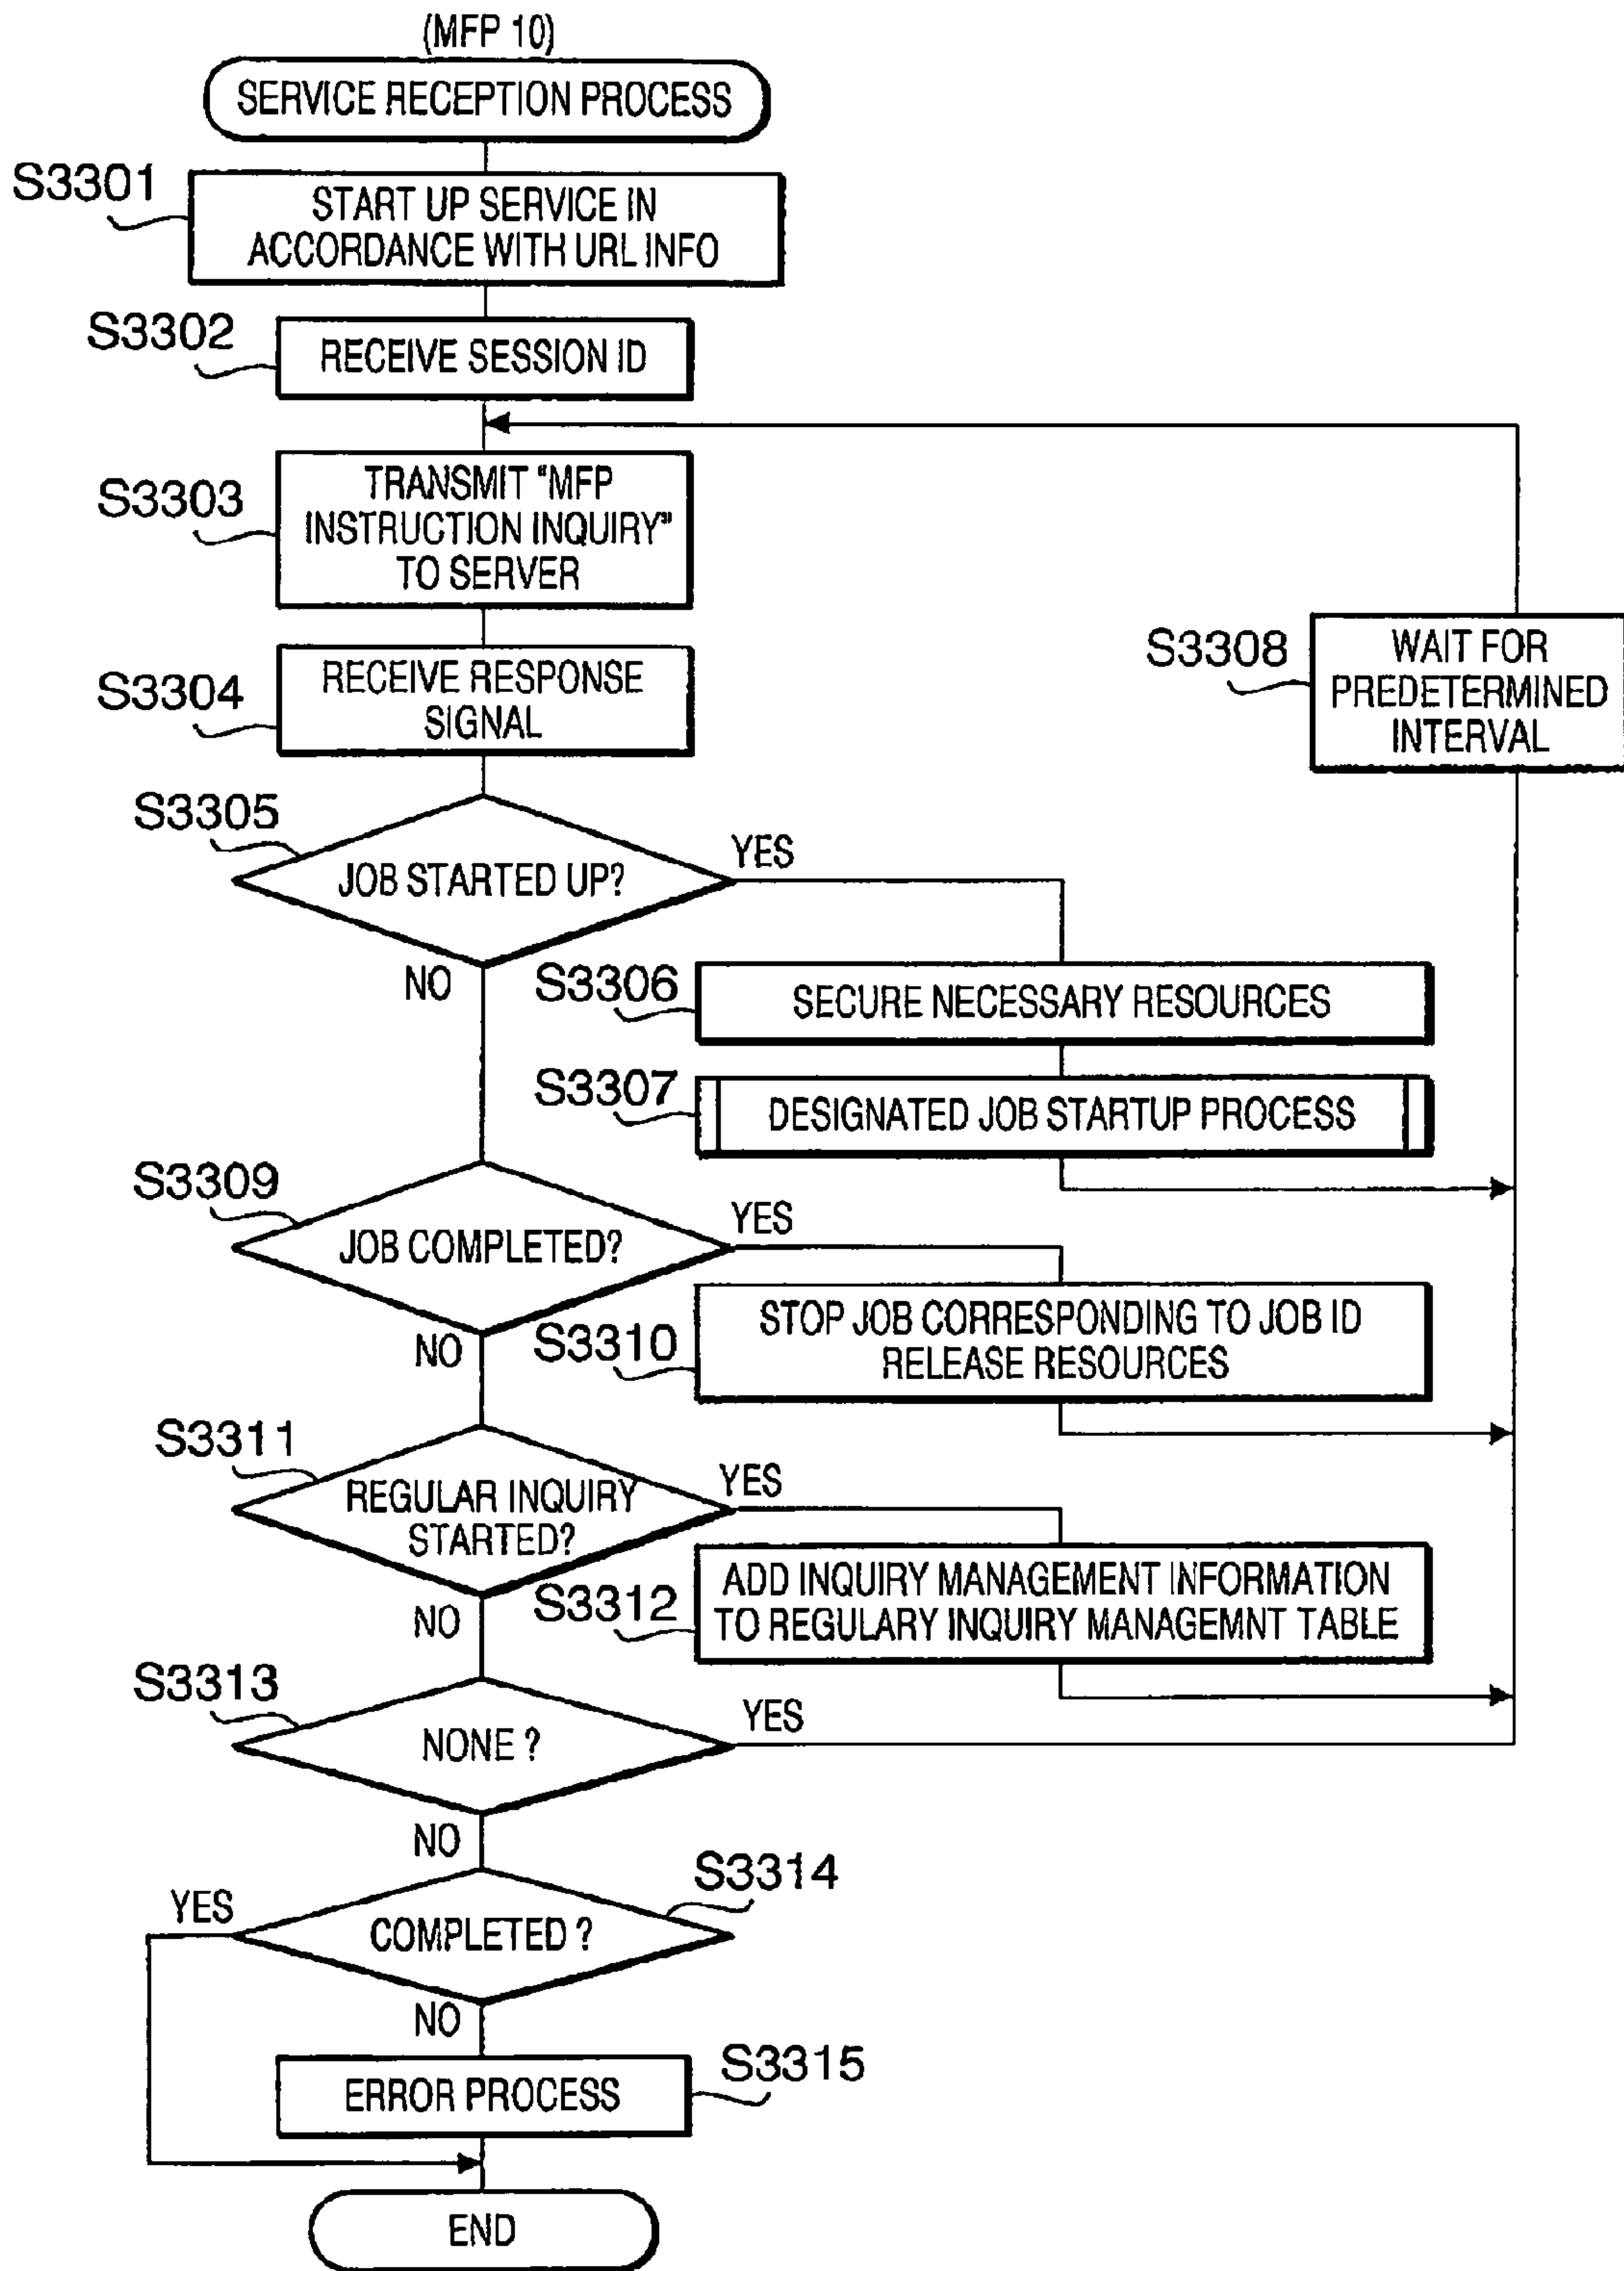 (MFP 10)
SERVICE RECEPTION PROCESS
S3301
START UP SERVICE IN
ACCORDANCE WITH URL INFO
S3302
RECEIVE SESSION ID
S3303
TRANSMIT "MFP
INSTRUCTION INQUIRY"
TO SERVER
S3308
WAIT FOR
PREDETERMINED
INTERVAL
S3304
RECEIVE RESPONSE
SIGNAL
S3305
JOB STARTED UP?
YES
NO
S3306
SECURE NECESSARY RESOURCES
S3307
DESIGNATED JOB STARTUP PROCESS
S3309
JOB COMPLETED?
YES
NO
S3310
STOP JOB CORRESPONDING TO JOB ID
RELEASE RESOURCES
S3311
REGULAR INQUIRY
STARTED?
YES
NO
S3312
ADD INQUIRY MANAGEMENT INFORMATION
TO REGULARY INQUIRY MANAGEMNT TABLE
S3313
NONE ?
YES
NO
S3314
COMPLETED ?
YES
NO
S3315
ERROR PROCESS
END